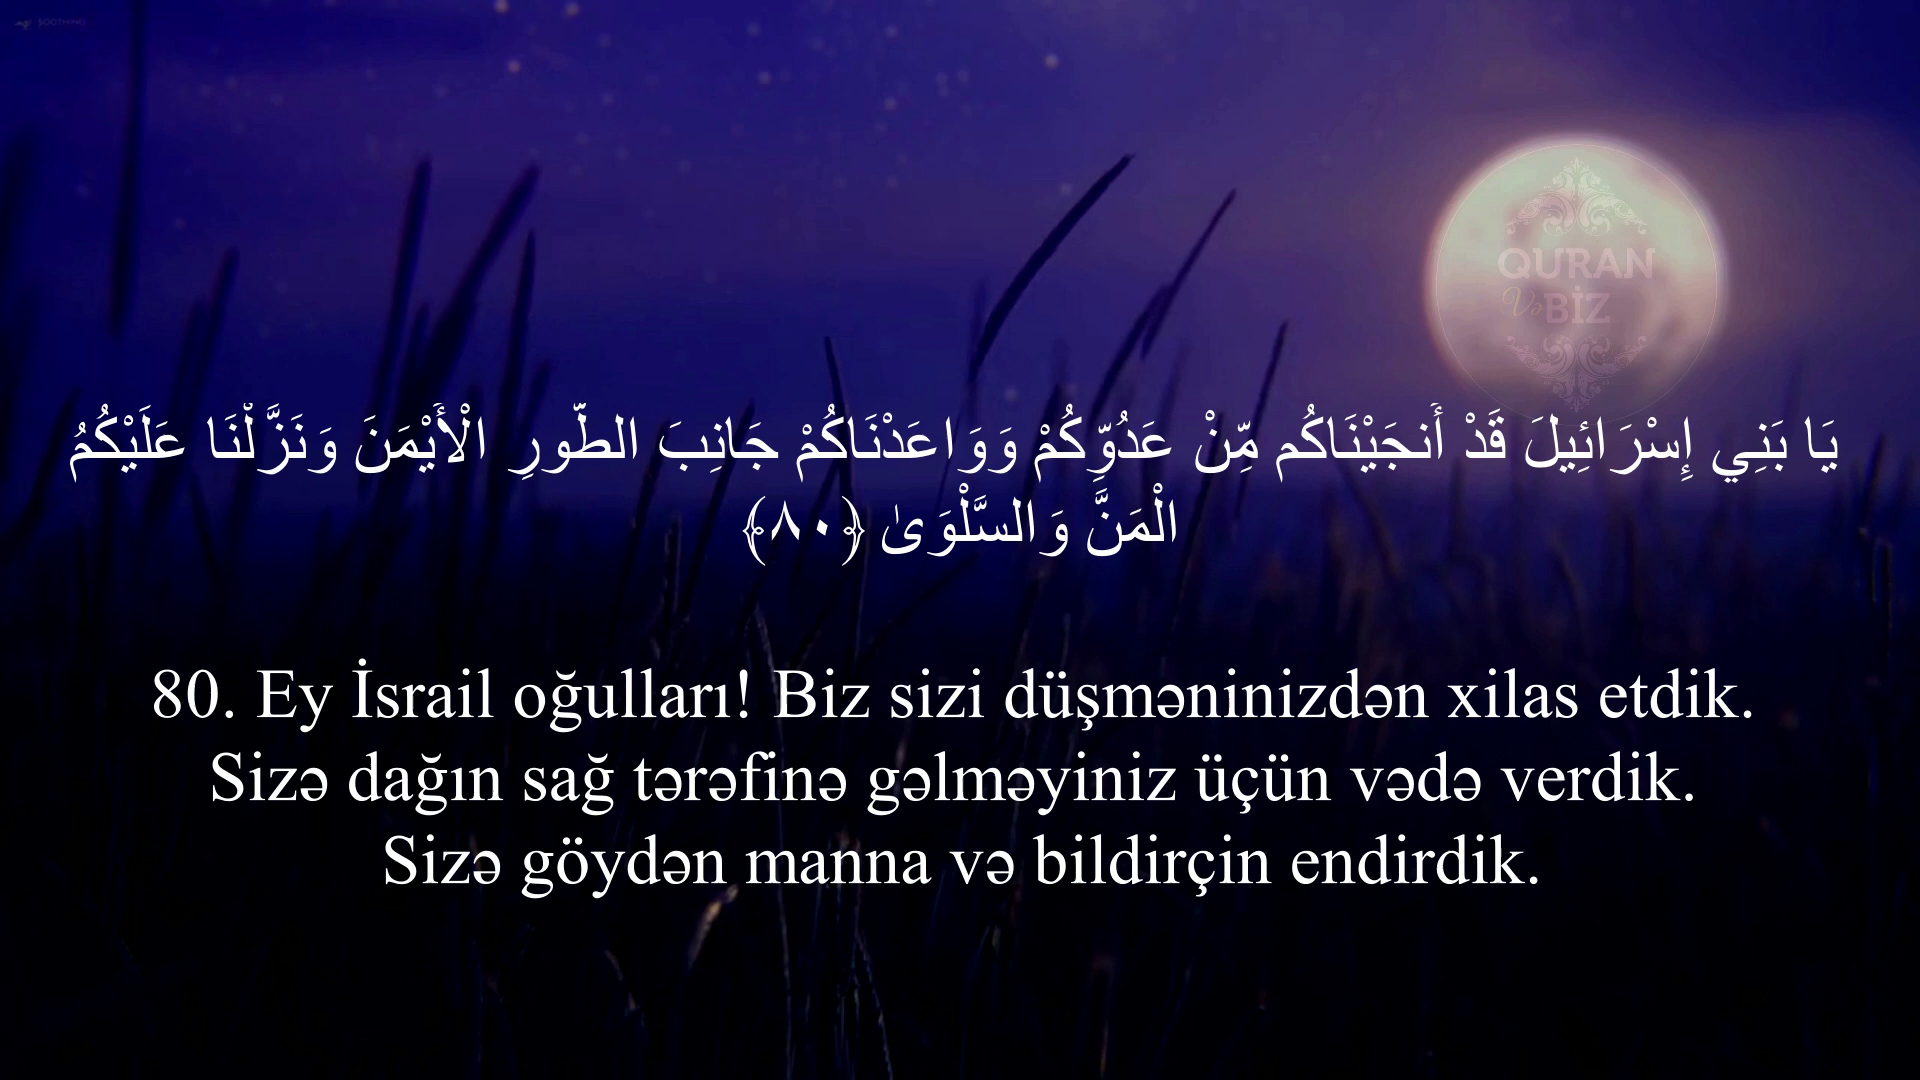 SOOTHING
QURAN
Və BİZ
يَا بَنِي إِسْرَائِيلَ قَدْ أَنجَيْنَاكُم مِّنْ عَدُوِّكُمْ وَوَاعَدْنَاكُمْ جَانِبَ الطُّورِ الْأَيْمَنَ وَنَزَّلْنَا عَلَيْكُمُ
الْمَنَّ وَالسَّلْوَىٰ ﴿٨٠﴾
80. Ey İsrail oğulları! Biz sizi düşməninizdən xilas etdik.
Sizə dağın sağ tərəfinə gəlməyiniz üçün vədə verdik.
Sizə göydən manna və bildirçin endirdik.